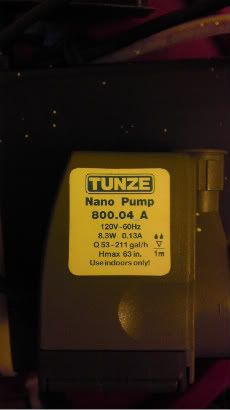 TUNZE
Nano Pump
800.04 A
120V~60Hz
8.3W 0.13A
Q 53-211 gal/h
Hmax 63 in.
1m
Use indoors only!